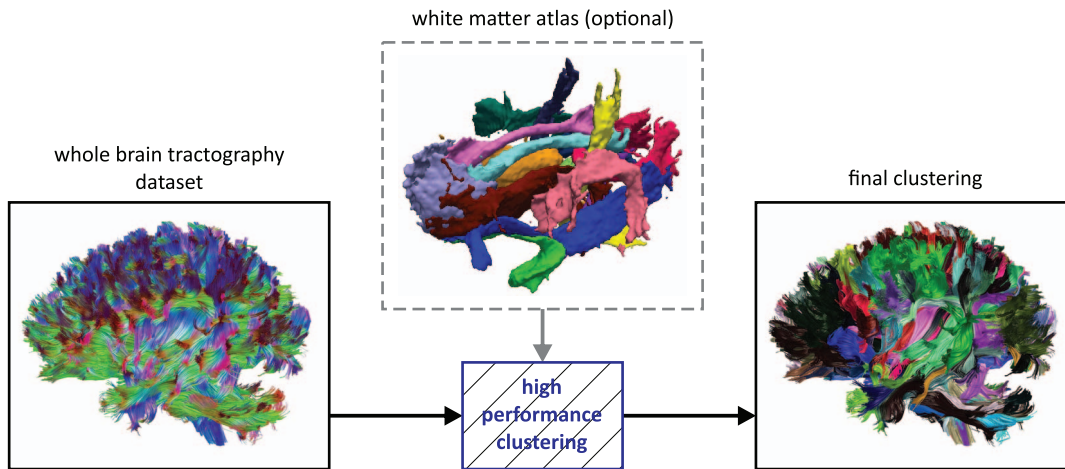 white matter atlas (optional)
whole brain tractography
dataset
final clustering
high
performance
clustering